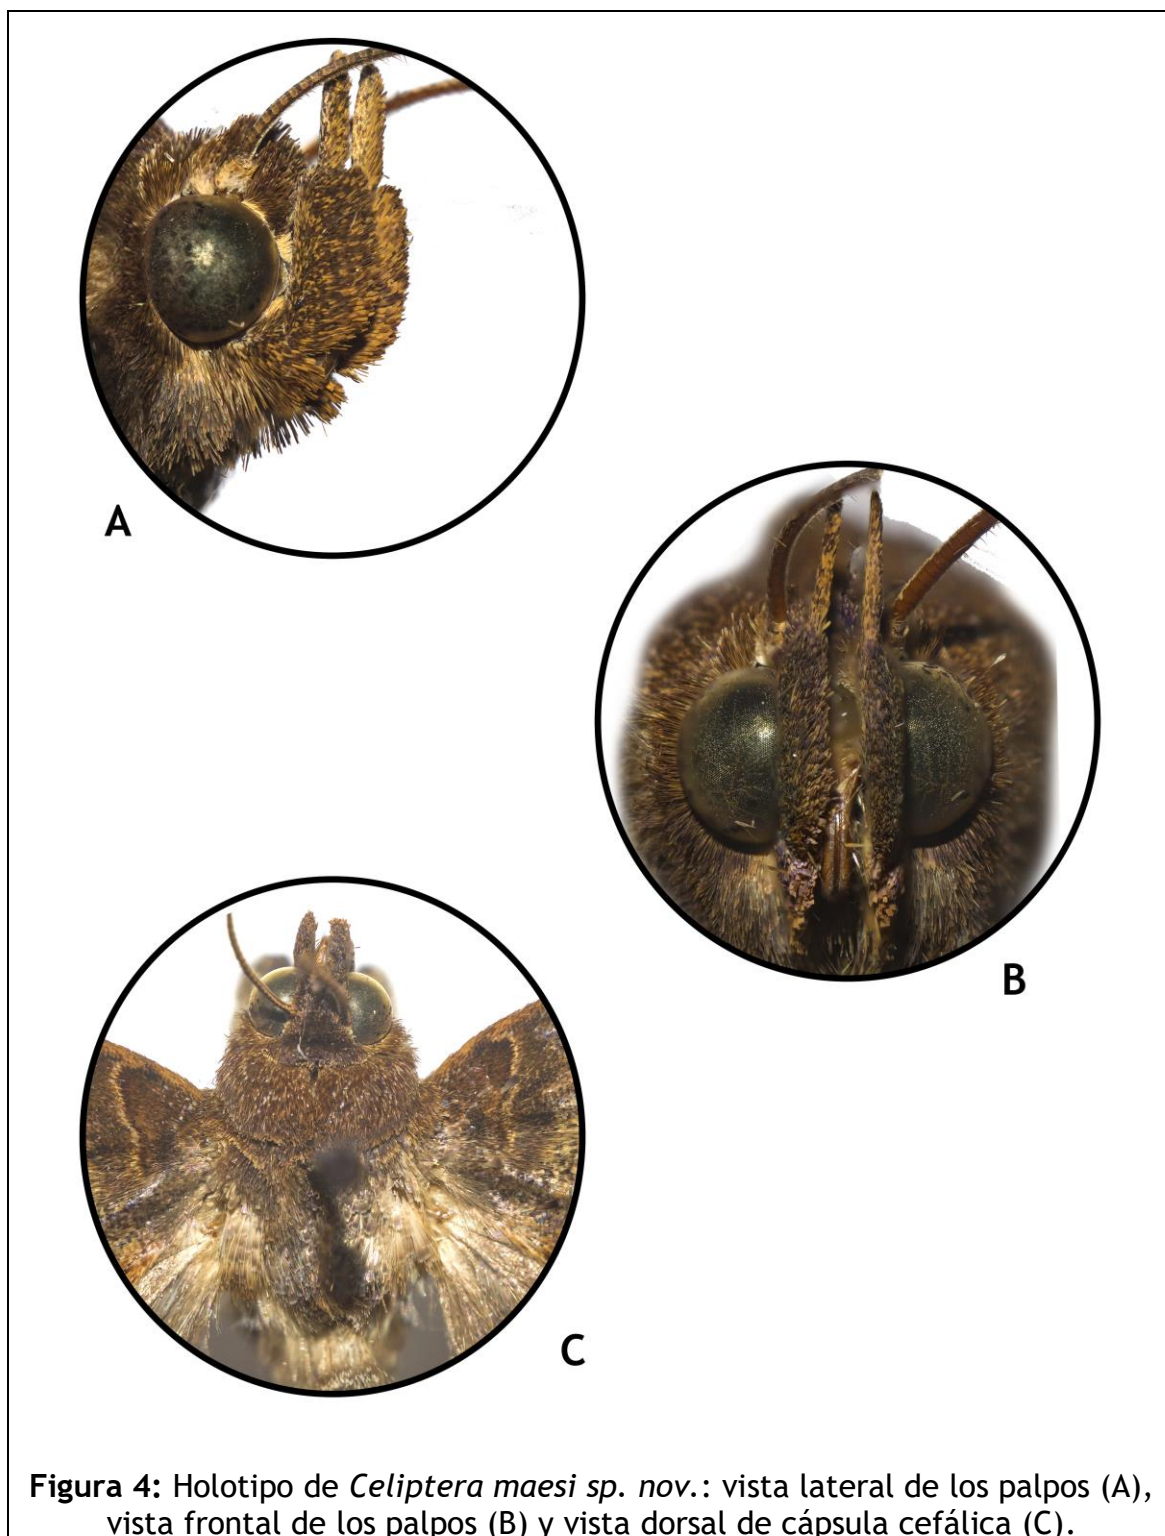 A
B
C
Figura 4: Holotipo de Celiptera maesi sp. nov.: vista lateral de los palpos (A),
vista frontal de los palpos (B) y vista dorsal de cápsula cefálica (C).